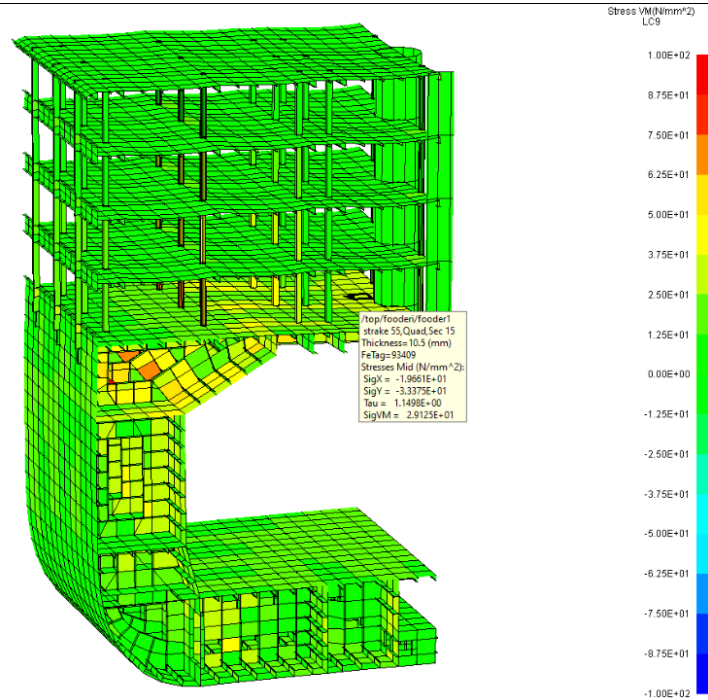 Stress VM(N/mm^2)
LC9
1.00E+02
8.75E+01
7.50E+01
6.25E+01
5.00E+01
3.75E+01
2.50E+01
1.25E+01
0.00E+00
-1.25E+01
-2.50E+01
-3.75E+01
-5.00E+01
-6.25E+01
-7.50E+01
-8.75E+01
-1.00E+02
/top/fooderi/fooder1
strake 55,Quad,Sec 15
Thickness=10.5 (mm)
FeTag=93409
Stresses Mid (N/mm^2):
SigX = -1.9661E+01
SigY = -3.3375E+01
Tau = 1.1498E+00
SigVM = 2.9125E+01